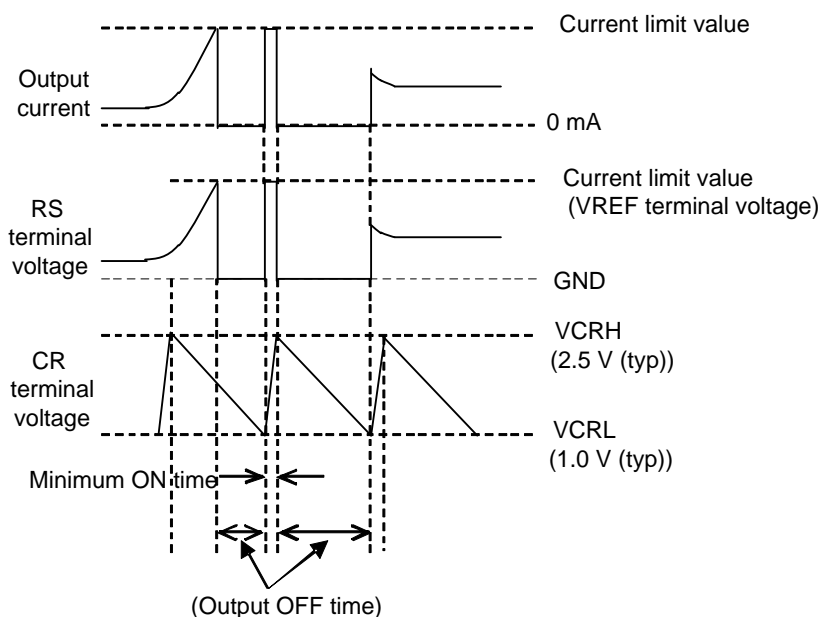 Current limit value
Output
current
0 mA
Current limit value
(VREF terminal voltage)
RS
terminal
voltage
GND
VCRH
(2.5 V (typ))
CR
terminal
voltage
VCRL
(1.0 V (typ))
Minimum ON time
(Output OFF time)